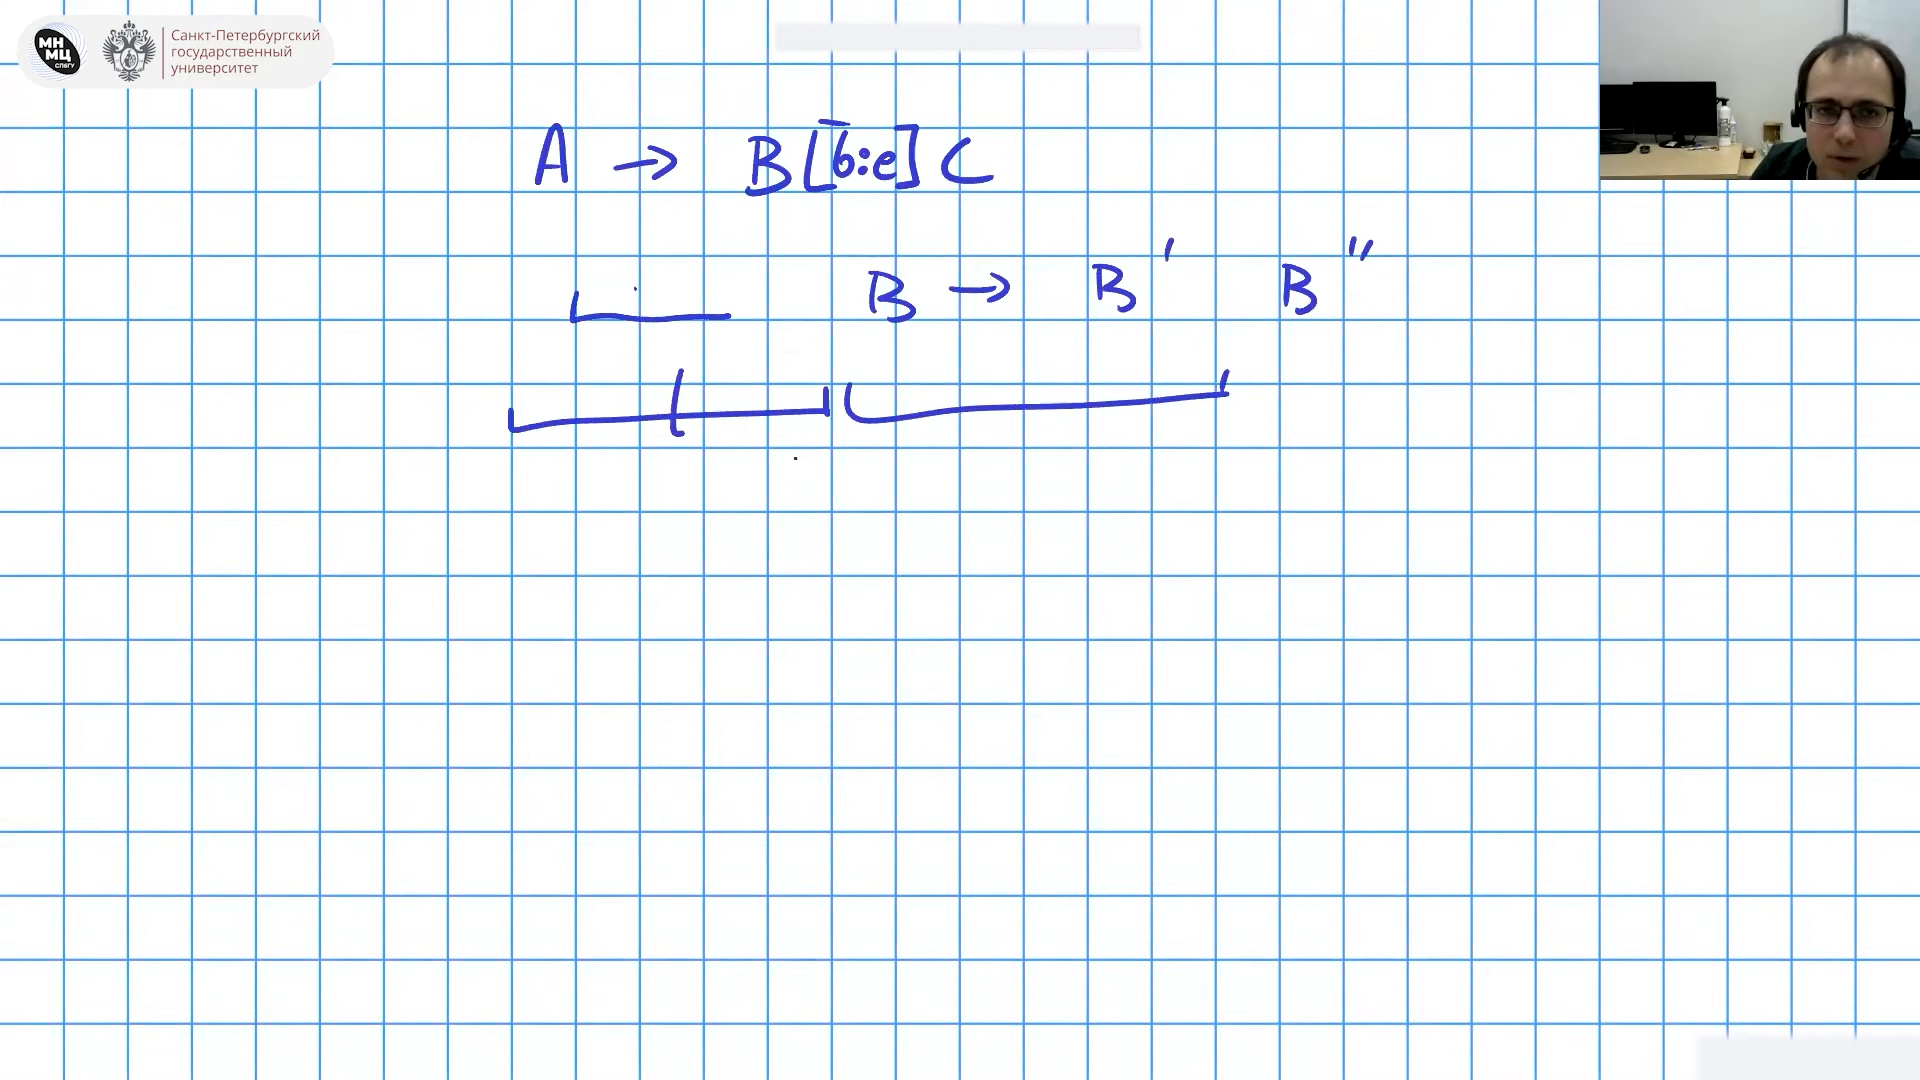 МН
МЦ
СПбГУ
Санкт-Петербургский
государственный
университет
A → B[b:e] C
B → B' B''